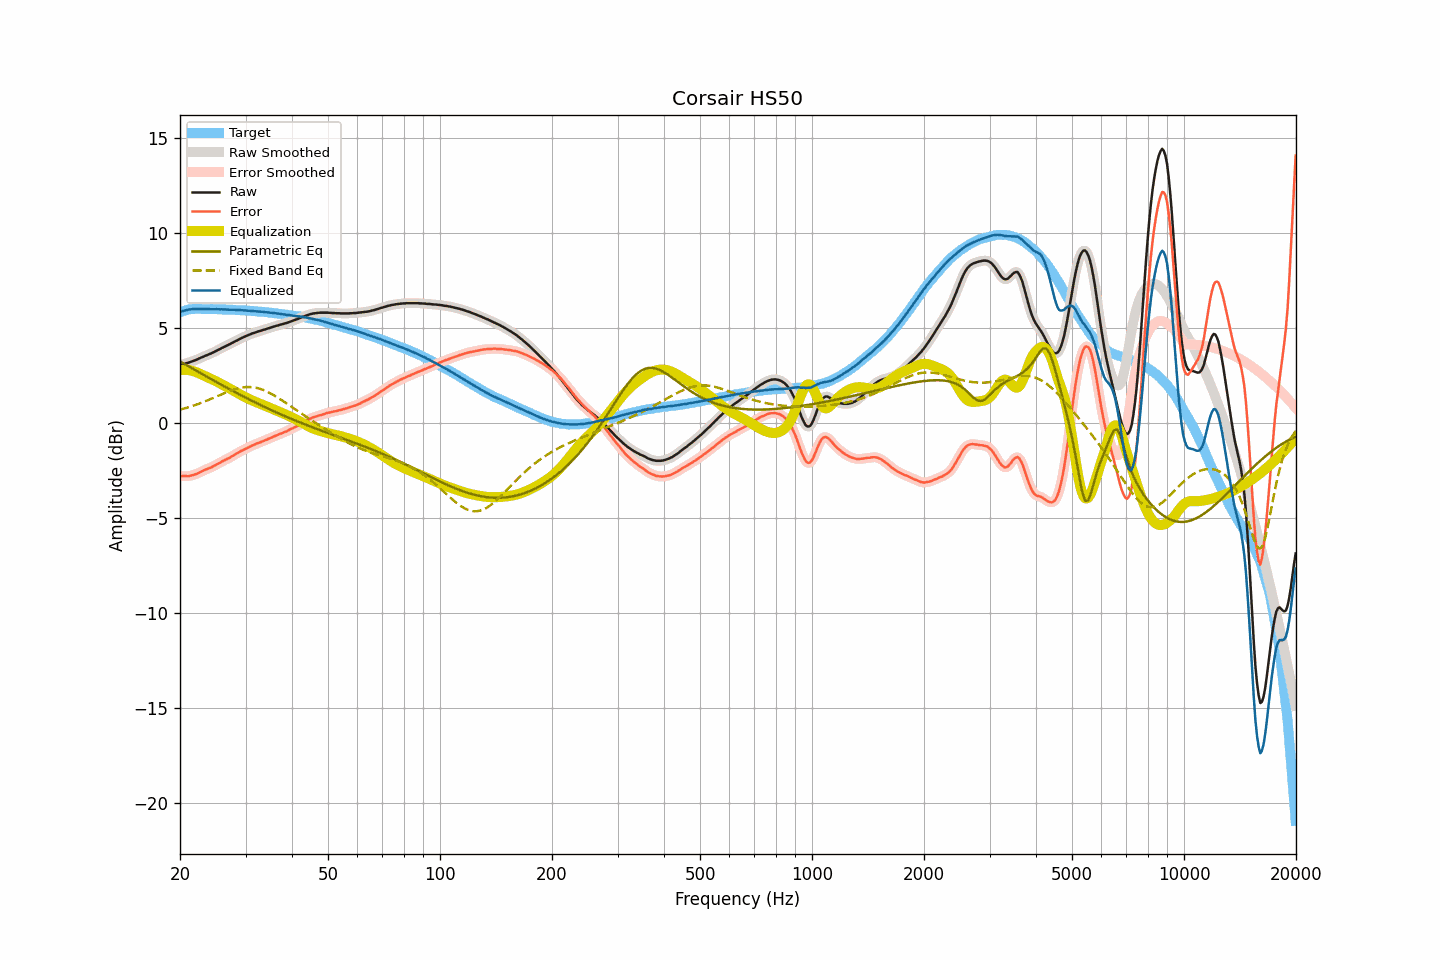 Corsair HS50
Target
Raw Smoothed
Error Smoothed
Raw
Error
Equalization
Parametric Eq
Fixed Band Eq
Equalized
15
10
5
0
−5
−10
−15
−20
Amplitude (dBr)
20 50 100 200 500 1000 2000 5000 10000 20000
Frequency (Hz)